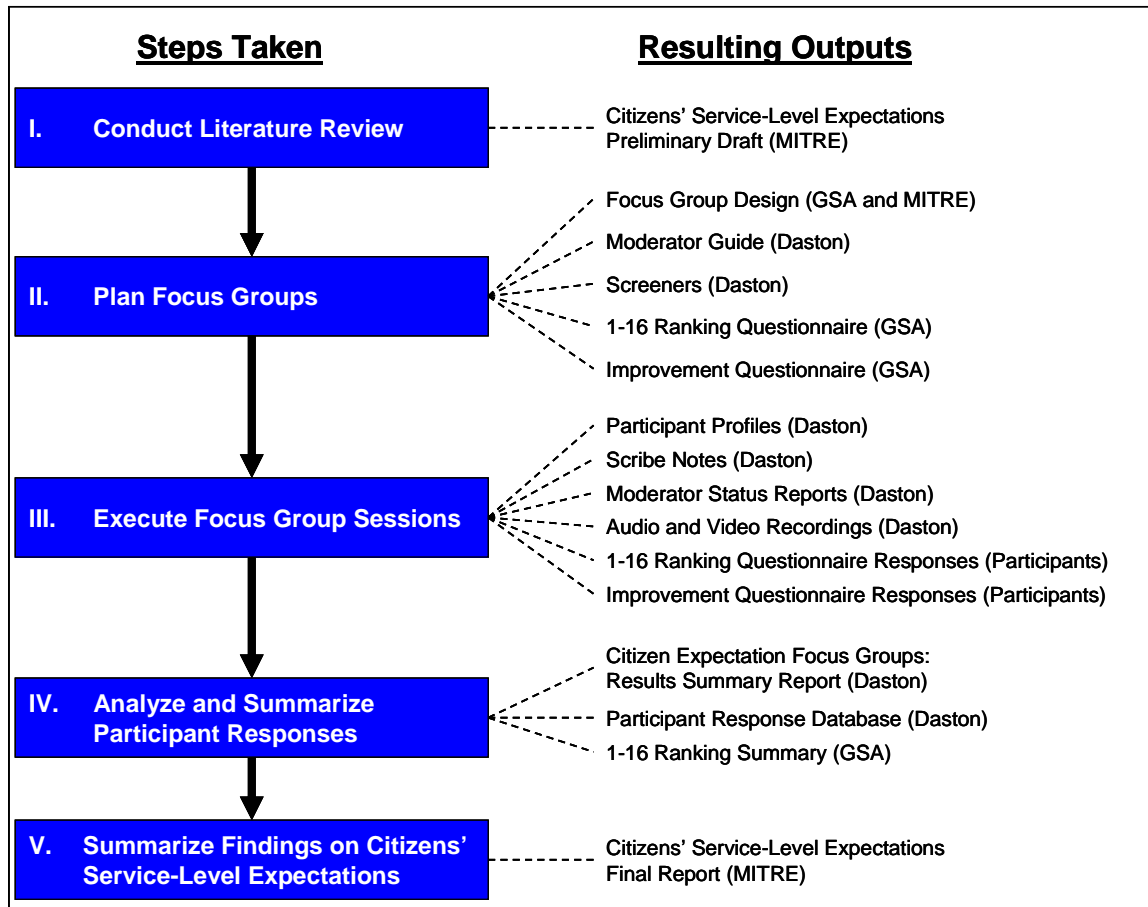 Steps Taken
Resulting Outputs
I. Conduct Literature Review
Citizens' Service-Level Expectations
Preliminary Draft (MITRE)
II. Plan Focus Groups
Focus Group Design (GSA and MITRE)
Moderator Guide (Daston)
Screeners (Daston)
1-16 Ranking Questionnaire (GSA)
Improvement Questionnaire (GSA)
III. Execute Focus Group Sessions
Participant Profiles (Daston)
Scribe Notes (Daston)
Moderator Status Reports (Daston)
Audio and Video Recordings (Daston)
1-16 Ranking Questionnaire Responses (Participants)
Improvement Questionnaire Responses (Participants)
IV. Analyze and Summarize
Participant Responses
Citizen Expectation Focus Groups:
Results Summary Report (Daston)
Participant Response Database (Daston)
1-16 Ranking Summary (GSA)
V. Summarize Findings on Citizens'
Service-Level Expectations
Citizens' Service-Level Expectations
Final Report (MITRE)